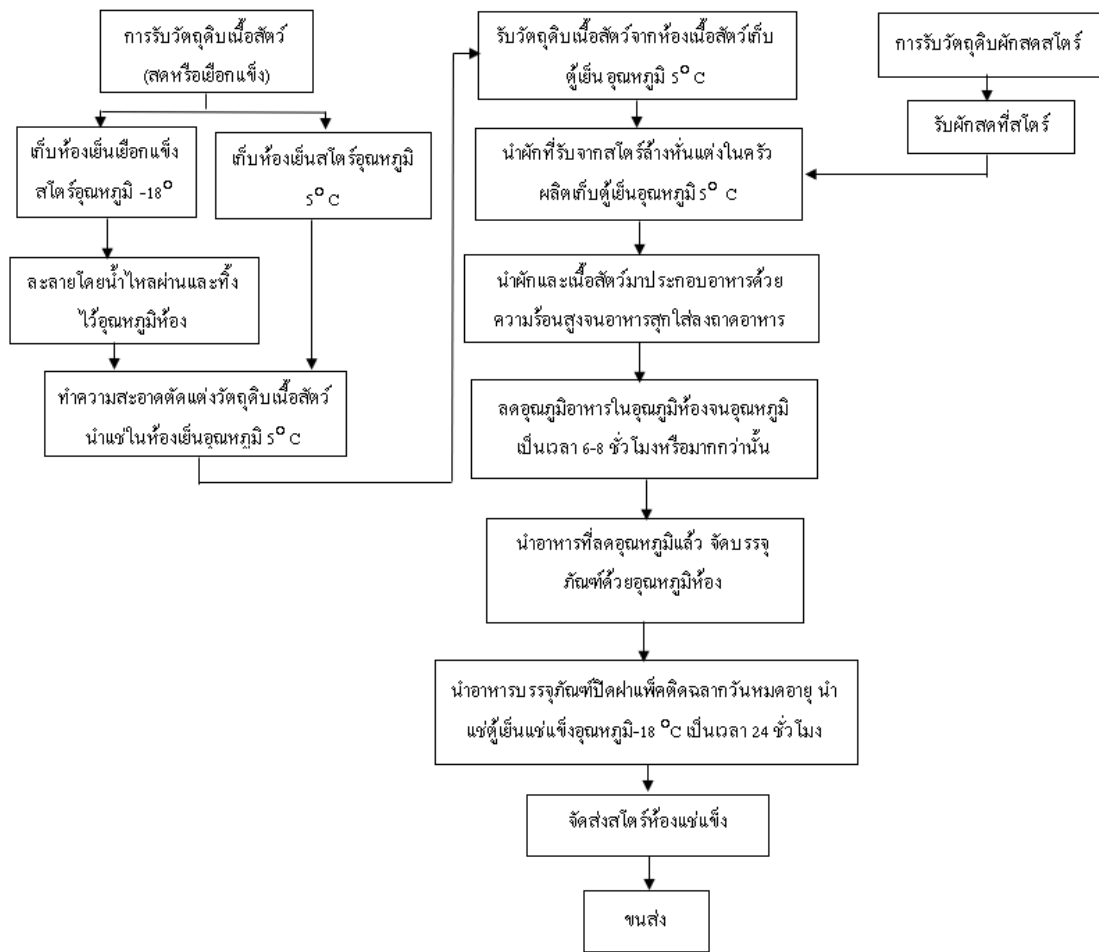 การรับวัตถุดิบเนื้อสัตว์
(สดหรือเยือกแข็ง)
เก็บห้องเย็นเยือกแข็ง
สโตร์อุณหภูมิ -18°
เก็บห้องเย็นสโตร์อุณหภูมิ
5° C
ละลายโดยน้ำไหลผ่านและทิ้ง
ไว้อุณหภูมิห้อง
ทำความสะอาดตัดแต่งวัตถุดิบเนื้อสัตว์
นำแช่ในห้องเย็นอุณหภูมิ 5° C
รับวัตถุดิบเนื้อสัตว์จากห้องเนื้อสัตว์เก็บ
ตู้เย็น อุณหภูมิ 5° C
การรับวัตถุดิบผักสดสโตร์
รับผักสดที่สโตร์
นำผักที่รับจากสโตร์ล้างหั่นแต่งในครัว
ผลิตเก็บตู้เย็นอุณหภูมิ 5° C
นำผักและเนื้อสัตว์มาประกอบอาหารด้วย
ความร้อนสูงจนอาหารสุกใส่ลงถาดอาหาร
ลดอุณภูมิอาหารในอุณภูมิห้องจนอุณหภูมิ
เป็นเวลา 6-8 ชั่วโมงหรือมากกว่านั้น
นำอาหารที่ลดอุณหภูมิแล้ว จัดบรรจุ
ภัณฑ์ด้วยอุณหภูมิห้อง
นำอาหารบรรจุภัณฑ์ปิดฝาแพ็คติดฉลากวันหมดอายุ นำ
แช่ตู้เย็นแช่แข็งอุณหภูมิ-18 °C เป็นเวลา 24 ชั่วโมง
จัดส่งสโตร์ห้องแช่แข็ง
ขนส่ง